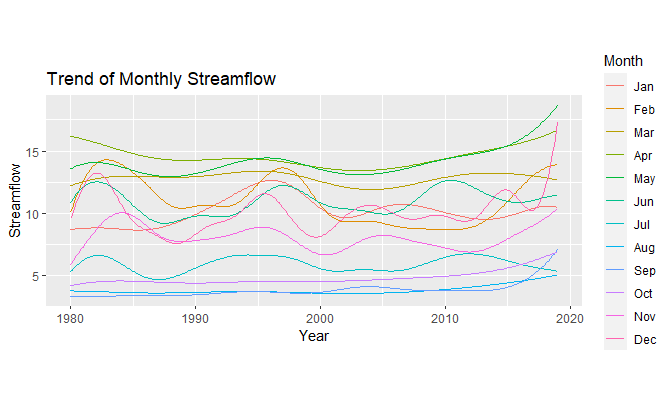 Trend of Monthly Streamflow
Streamflow
15
10
5
1980
1990
2000
2010
2020
Year
Month
Jan
Feb
Mar
Apr
May
Jun
Jul
Aug
Sep
Oct
Nov
Dec